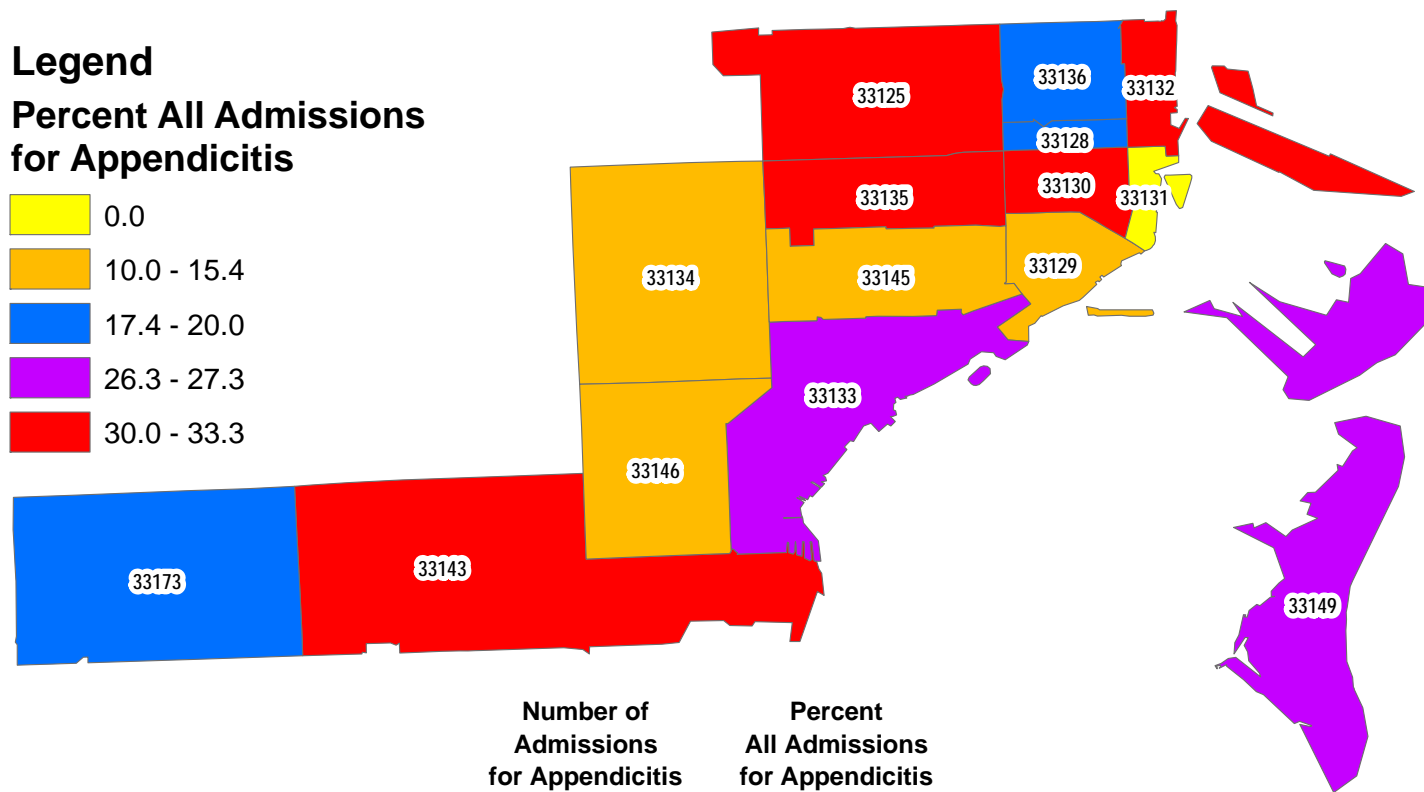 Legend
Percent All Admissions
for Appendicitis
0.0
10.0 - 15.4
17.4 - 20.0
26.3 - 27.3
30.0 - 33.3
33136
33125
33132
33128
33130
33135
33131
33129
33134
33145
33133
33146
33143
33173
33149
Number of
Admissions
for Appendicitis
Percent
All Admissions
for Appendicitis